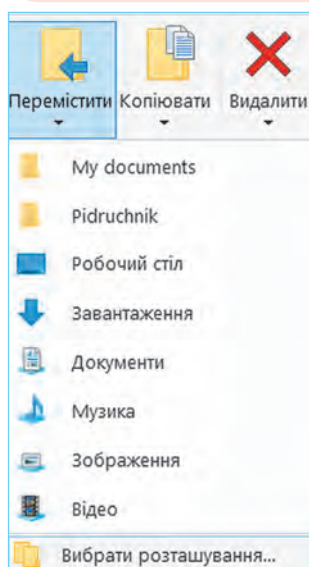 Перемістити Копіювати Видалити
My documents
Pidruchnik
Робочий стіл
Завантаження
Документи
Музика
Зображення
Відео
Вибрати розташування...